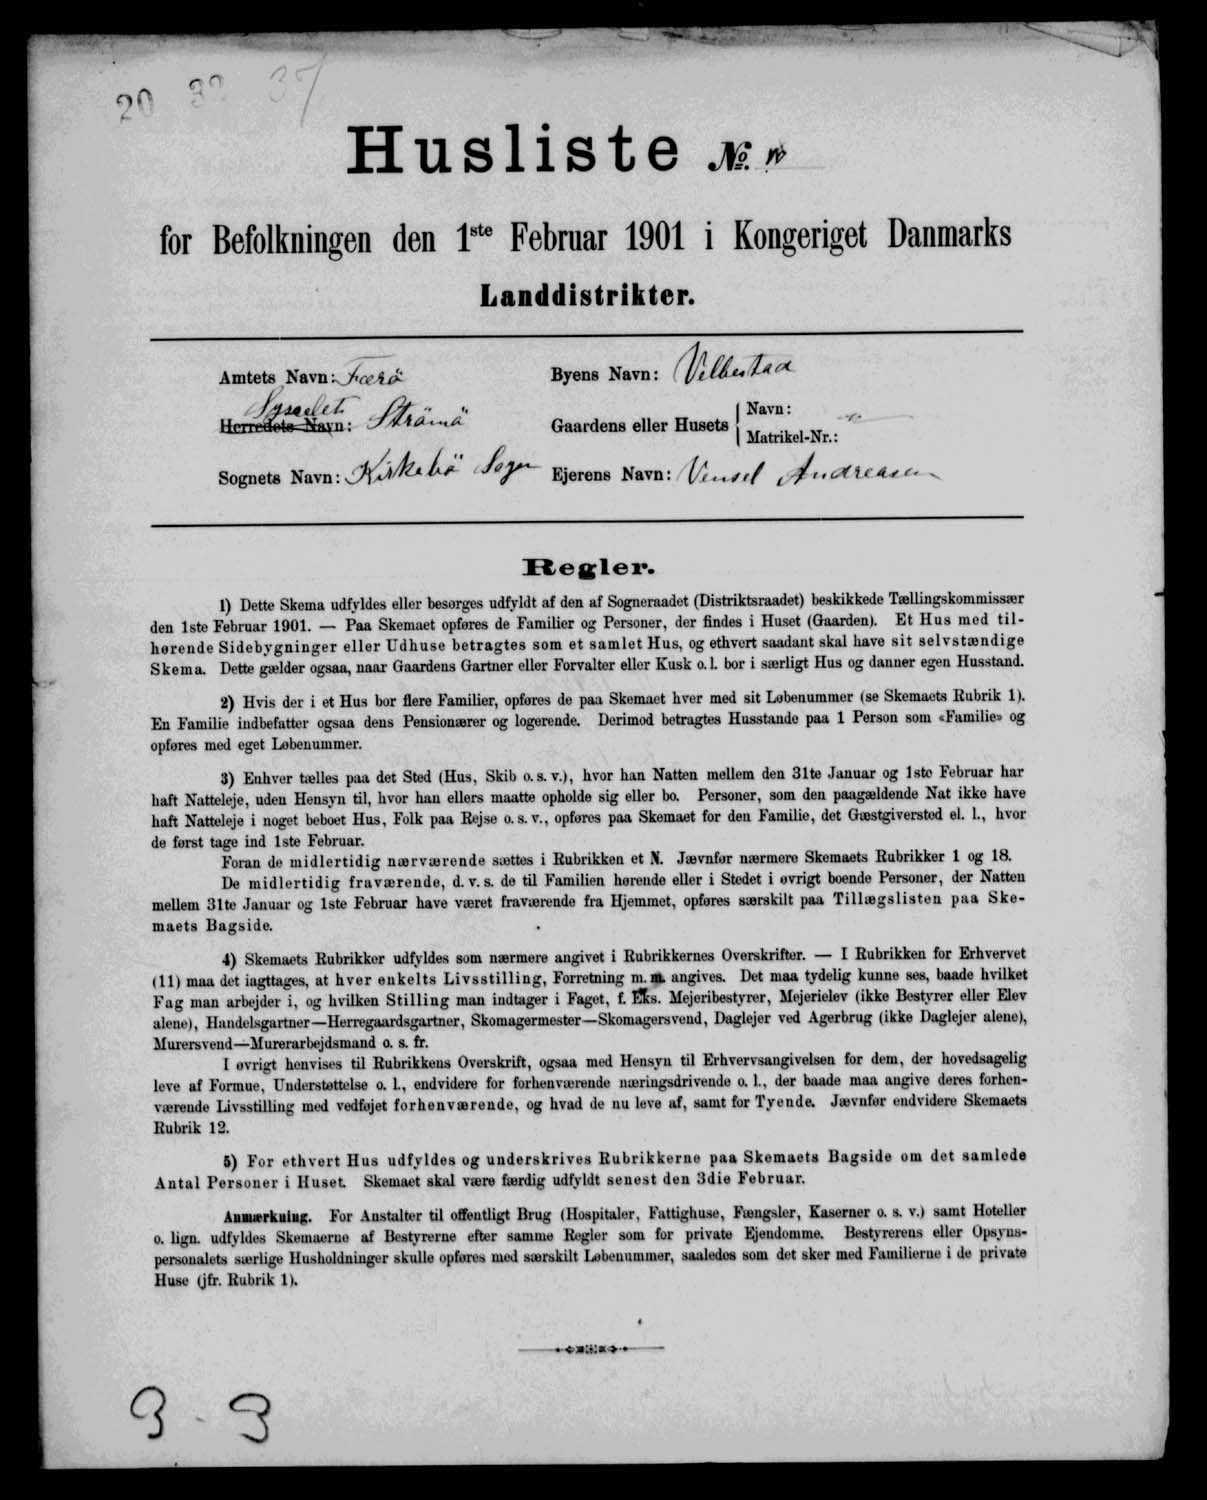 20 32 37
Husliste №.
for Befolkningen den 1ste Februar 1901 i Kongeriget Danmarks
Landdistrikter.
Amtets Navn: Færö
Sysselet
Herredets Navn: Strömö
Sognets Navn: Kirkebö Sogn
Byens Navn: Velbestad
Gaardens eller Husets
Navn:
Matrikel-Nr.:
Ejerens Navn: Vensel Andreasen
Regler.
1) Dette Skema udfyldes eller besørges udfyldt af den af Sogneraadet (Distriktsraadet) beskikkede Tællingskommissær
den 1ste Februar 1901. — Paa Skemaet opføres de Familier og Personer, der findes i Huset (Gaarden). Et Hus med til-
hørende Sidebygninger eller Udhuse betragtes som et samlet Hus, og ethvert saadant skal have sit selvstændige
Skema. Dette gælder ogsaa, naar Gaardens Gartner eller Forvalter eller Kusk o. l. bor i særligt Hus og danner egen Husstand.
2) Hvis der i et Hus bor flere Familier, opføres de paa Skemaet hver med sit Løbenummer (se Skemaets Rubrik 1).
En Familie indbefatter ogsaa dens Pensionærer og logerende. Derimod betragtes Husstande paa 1 Person som «Familie» og
opføres med eget Løbenummer.
3) Enhver tælles paa det Sted (Hus, Skib o. s. v.), hvor han Natten mellem den 31te Januar og 1ste Februar har
haft Natteleje, uden Hensyn til, hvor han ellers maatte opholde sig eller bo. Personer, som den paagældende Nat ikke have
haft Natteleje i noget beboet Hus, Folk paa Rejse o. s. v., opføres paa Skemaet for den Familie, det Gæstgiversted el. l., hvor
de først tage ind 1ste Februar.
Foran de midlertidig nærværende sættes i Rubrikken et N. Jævnfør nærmere Skemaets Rubrikker 1 og 18.
De midlertidig fraværende, d. v. s. de til Familien hørende eller i Stedet i øvrigt boende Personer, der Natten
mellem 31te Januar og 1ste Februar have været fraværende fra Hjemmet, opføres særskilt paa Tillægslisten paa Ske-
maets Bagside.
4) Skemaets Rubrikker udfyldes som nærmere angivet i Rubrikkernes Overskrifter. — I Rubrikken for Erhvervet
(11) maa det iagttages, at hver enkelts Livsstilling, Forretning m. m. angives. Det maa tydelig kunne ses, baade hvilket
Fag man arbejder i, og hvilken Stilling man indtager i Faget, f. Eks. Mejeribestyrer, Mejerielev (ikke Bestyrer eller Elev
alene), Handelsgartner—Herregaardsgartner, Skomagermester—Skomagersvend, Daglejer ved Agerbrug (ikke Daglejer alene),
Murersvend—Murerarbejdsmand o. s. fr.
I øvrigt henvises til Rubrikkens Overskrift, ogsaa med Hensyn til Erhvervsangivelsen for dem, der hovedsagelig
leve af Formue, Understøttelse o. l., endvidere for forhenværende næringsdrivende o. l., der baade maa angive deres forhen-
værende Livsstilling med vedføjet forhenværende, og hvad de nu leve af, samt for Tyende. Jævnfør endvidere Skemaets
Rubrik 12.
5) For ethvert Hus udfyldes og underskrives Rubrikkerne paa Skemaets Bagside om det samlede
Antal Personer i Huset. Skemaet skal være færdig udfyldt senest den 3die Februar.
Anmærkning. For Anstalter til offentligt Brug (Hospitaler, Fattighuse, Fængsler, Kaserner o. s. v.) samt Hoteller
o. lign. udfyldes Skemaerne af Bestyrerne efter samme Regler som for private Ejendomme. Bestyrerens eller Opsyns-
personalets særlige Husholdninger skulle opføres med særskilt Løbenummer, saaledes som det sker med Familierne i de private
Huse (jfr. Rubrik 1).
3 - 3